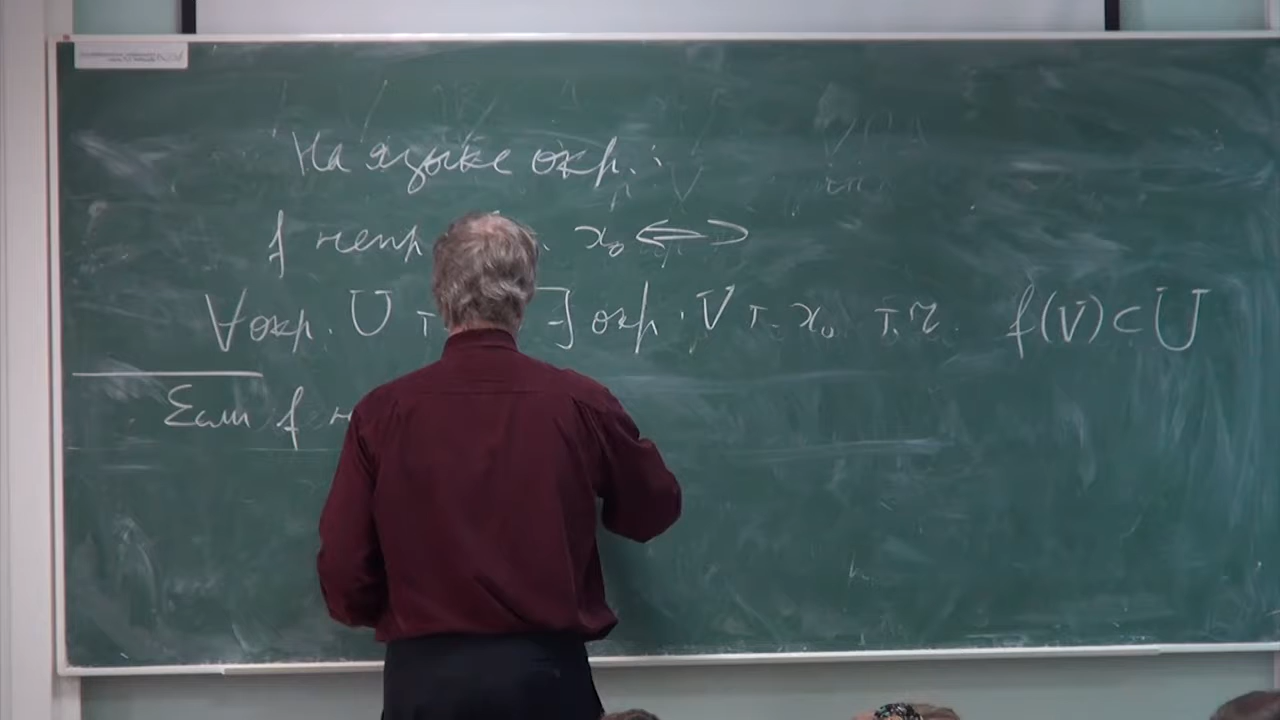 На языке окр.:
f непр. x₀ ⟺
∀ окр. U т. ∃ окр. V т. x₀ т.ч. f(V) ⊂ U
Если f н